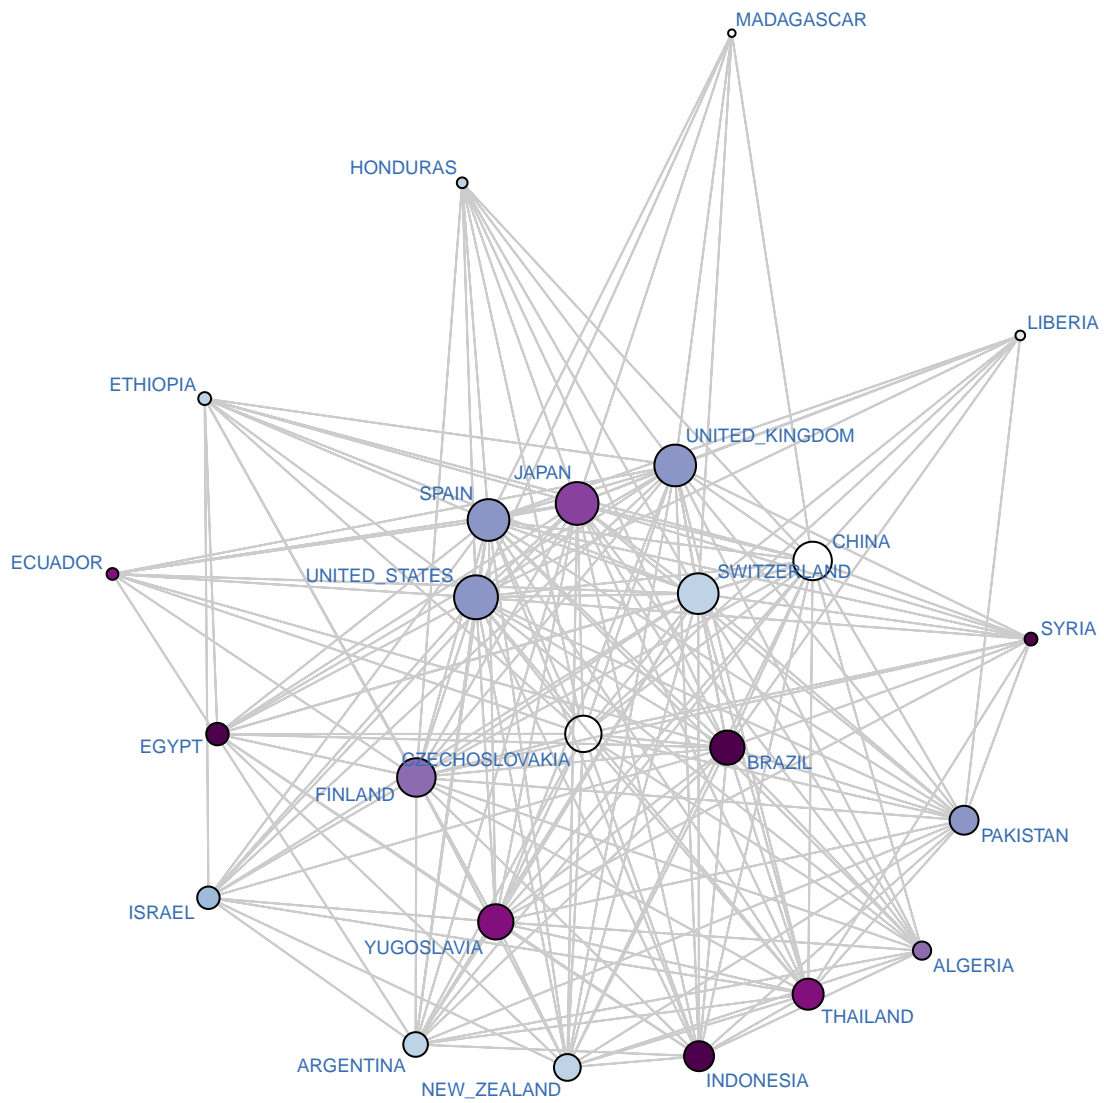 MADAGASCAR
HONDURAS
LIBERIA
ETHIOPIA
UNITED_KINGDOM
JAPAN
SPAIN
CHINA
ECUADOR
SWITZERLAND
UNITED_STATES
SYRIA
EGYPT
CZECHOSLOVAKIA
BRAZIL
FINLAND
PAKISTAN
ISRAEL
YUGOSLAVIA
ALGERIA
THAILAND
ARGENTINA
INDONESIA
NEW_ZEALAND